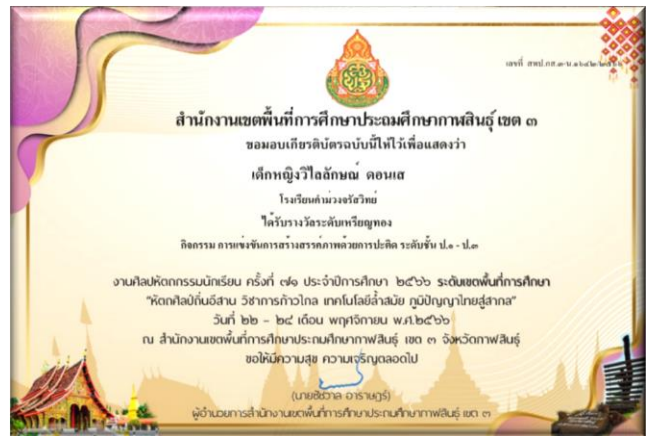 สำนักงานเขตพื้นที่การศึกษาประถมศึกษากาฬสินธุ์ เขต ๓
ขอมอบเกียรติบัตรฉบับนี้ให้ไว้เพื่อแสดงว่า
เด็กหญิงวิไลลักษณ์ ดอนเส
โรงเรียนคำม่วงจรัสวิทย์
ได้รับรางวัลระดับเหรียญทอง
กิจกรรม การแข่งขันการสร้างสรรค์ภาพด้วยการปะติด ระดับชั้น ป.๑ - ป.๓
งานศิลปหัตถกรรมนักเรียน ครั้งที่ ๗๑ ประจำปีการศึกษา ๒๕๖๖ ระดับเขตพื้นที่การศึกษา
"หัตถศิลป์ถิ่นอีสาน วิชาการก้าวไกล เทคโนโลยีล้ำสมัย ภูมิปัญญาไทยสู่สากล"
วันที่ ๒๒ - ๒๔ เดือน พฤศจิกายน พ.ศ.๒๕๖๖
ณ สำนักงานเขตพื้นที่การศึกษาประถมศึกษากาฬสินธุ์ เขต ๓ จังหวัดกาฬสินธุ์
ขอให้มีความสุข ความเจริญตลอดไป
(นายชัชวาล อาราษฎร์)
ผู้อำนวยการสำนักงานเขตพื้นที่การศึกษาประถมศึกษากาฬสินธุ์ เขต ๓